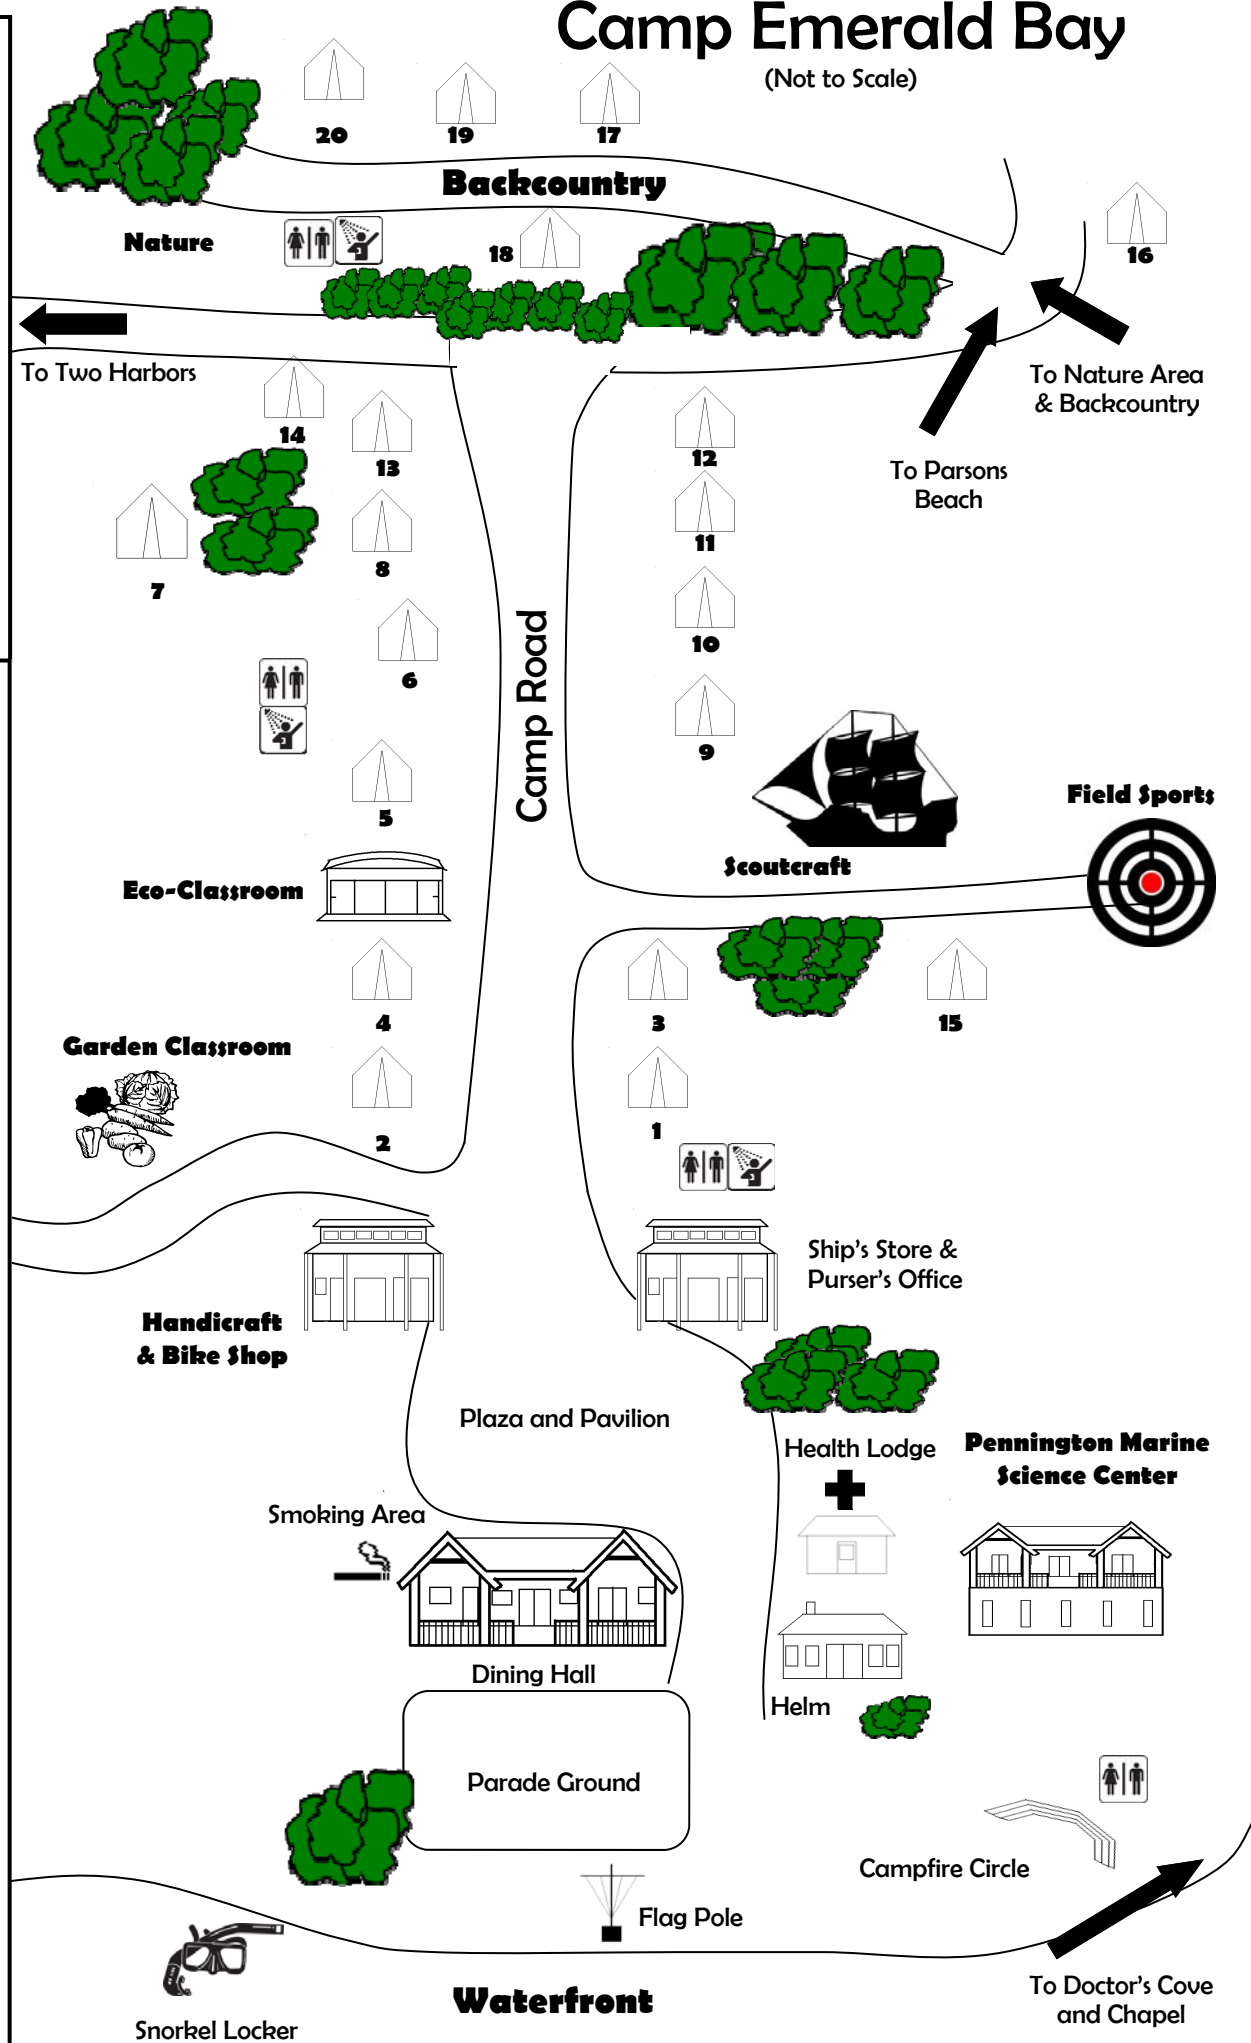 Camp Emerald Bay
(Not to Scale)
20
19
17
Backcountry
Nature
18
16
To Two Harbors
To Nature Area
& Backcountry
14
13
12
To Parsons
Beach
11
7
8
10
6
Camp Road
9
5
Field Sports
Scoutcraft
Eco-Classroom
4
3
15
Garden Classroom
2
1
Ship's Store &
Purser's Office
Handicraft
& Bike Shop
Plaza and Pavilion
Health Lodge
Pennington Marine
Science Center
Smoking Area
Dining Hall
Helm
Parade Ground
Campfire Circle
Flag Pole
To Doctor's Cove
and Chapel
Waterfront
Snorkel Locker